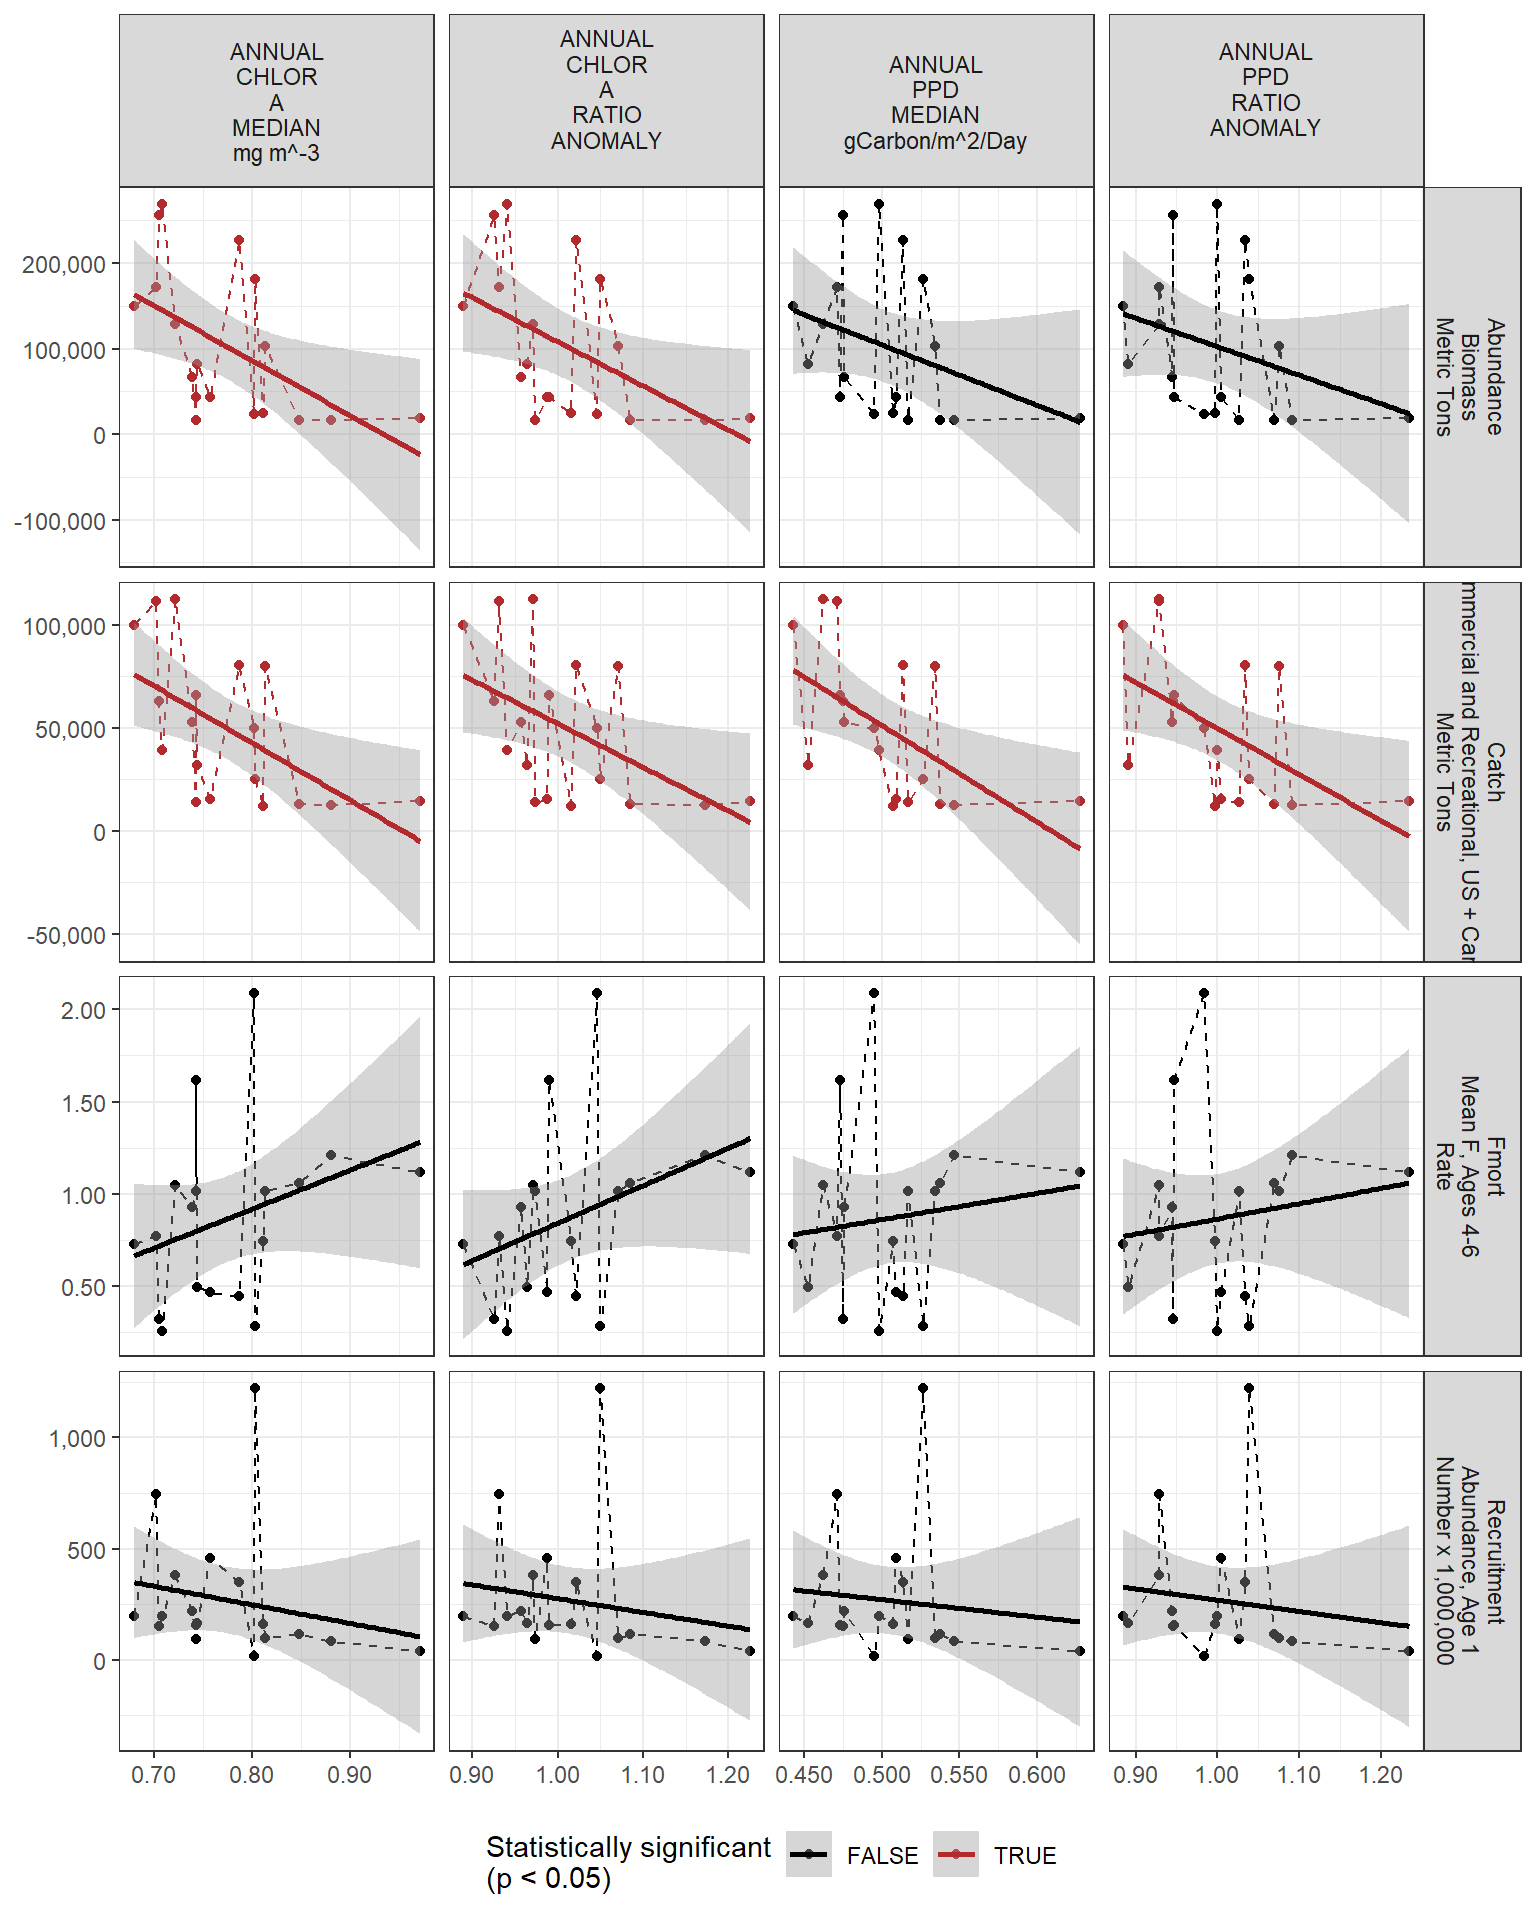 ANNUAL
CHLOR
A
MEDIAN
mg m^-3
ANNUAL
CHLOR
A
RATIO
ANOMALY
ANNUAL
PPD
MEDIAN
gCarbon/m^2/Day
ANNUAL
PPD
RATIO
ANOMALY
200,000
100,000
0
-100,000
Abundance
Biomass
Metric Tons
100,000
50,000
0
-50,000
Catch
mmercial and Recreational, US + Car
Metric Tons
2.00
1.50
1.00
0.50
Fmort
Mean F, Ages 4-6
Rate
1,000
500
0
Recruitment
Abundance, Age 1
Number x 1,000,000
0.70 0.80 0.90
0.90 1.00 1.10 1.20
0.450 0.500 0.550 0.600
0.90 1.00 1.10 1.20
Statistically significant
(p < 0.05)
FALSE
TRUE